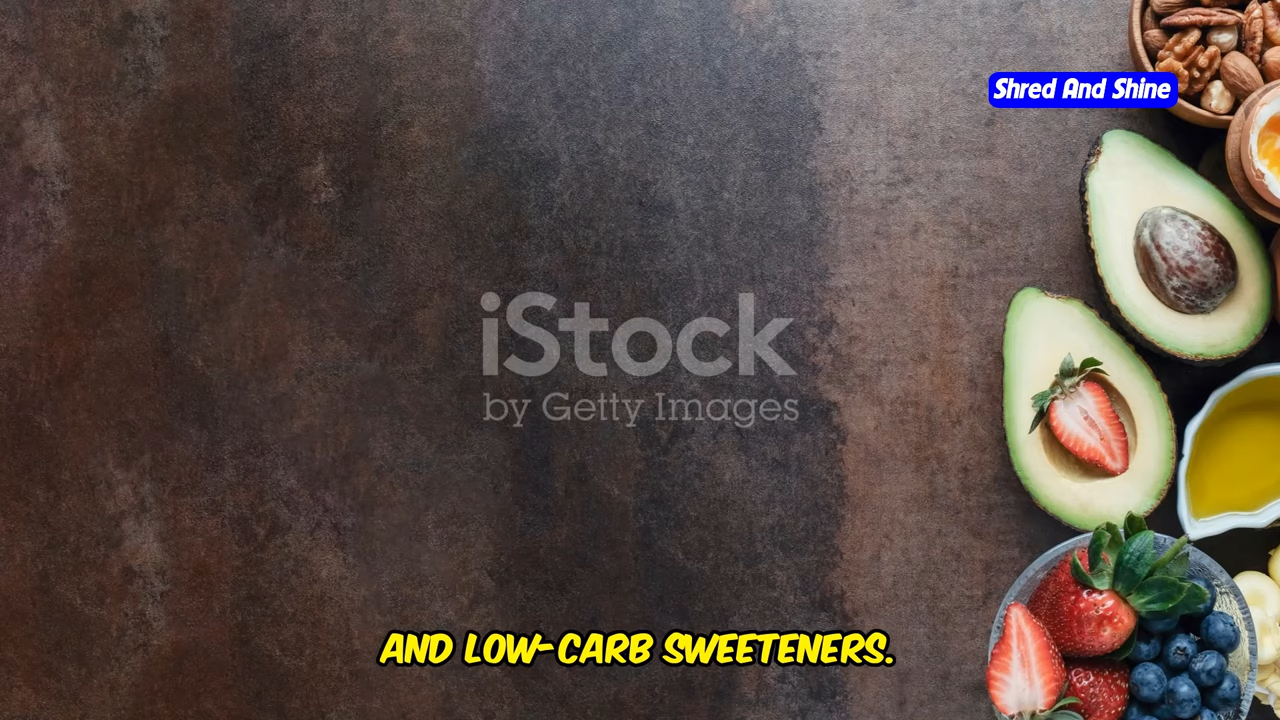 Shred And Shine
iStock
by Getty Images
AND LOW-CARB SWEETENERS.